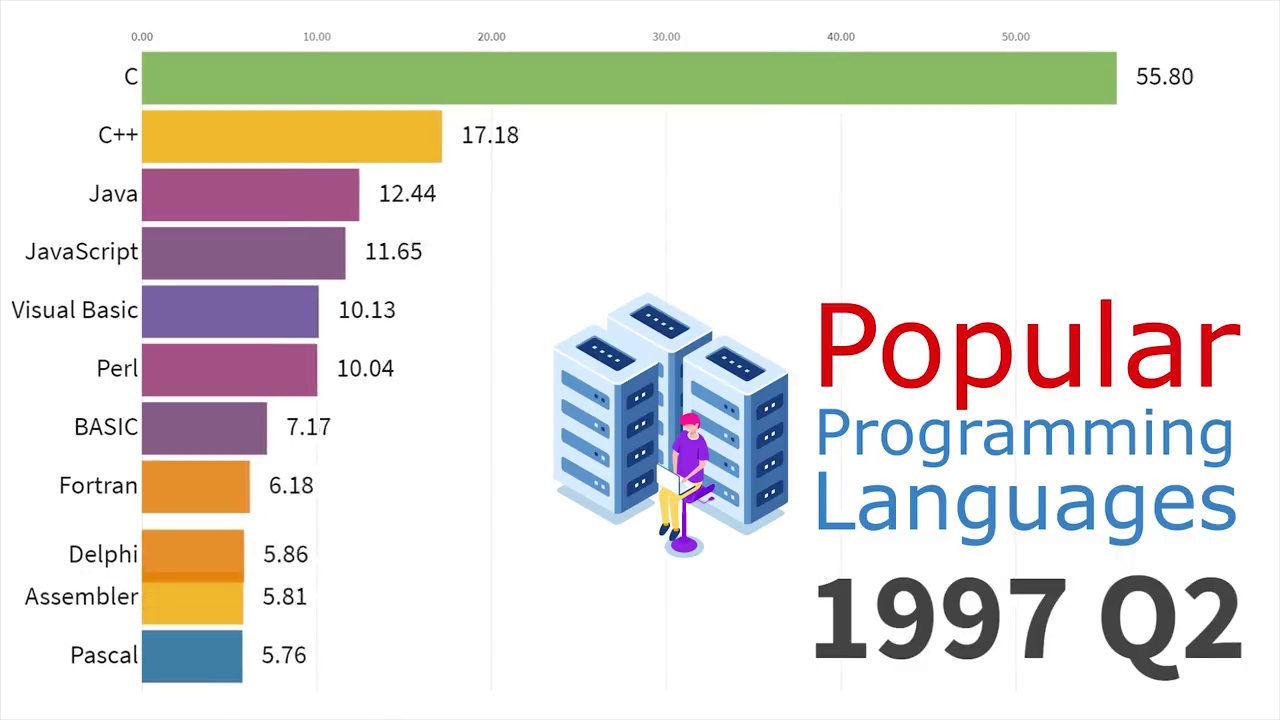 0.00 10.00 20.00 30.00 40.00 50.00
C 55.80
C++ 17.18
Java 12.44
JavaScript 11.65
Visual Basic 10.13
Perl 10.04
BASIC 7.17
Fortran 6.18
Delphi 5.86
Assembler 5.81
Pascal 5.76
Popular
Programming
Languages
1997 Q2